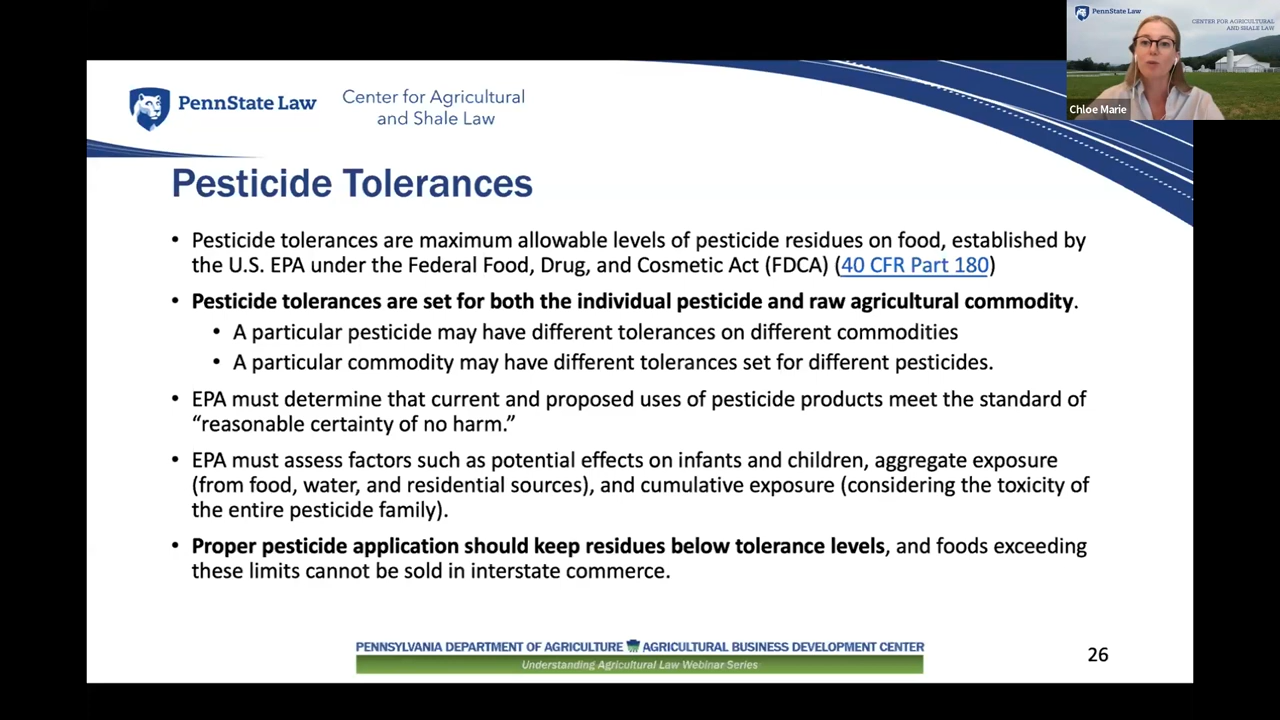 PennState Law
CENTER FOR AGRICULTURAL
AND SHALE LAW
Chloe Marie
PennState Law
Center for Agricultural
and Shale Law
Pesticide Tolerances
• Pesticide tolerances are maximum allowable levels of pesticide residues on food, established by
the U.S. EPA under the Federal Food, Drug, and Cosmetic Act (FDCA) (40 CFR Part 180)
• Pesticide tolerances are set for both the individual pesticide and raw agricultural commodity.
• A particular pesticide may have different tolerances on different commodities
• A particular commodity may have different tolerances set for different pesticides.
• EPA must determine that current and proposed uses of pesticide products meet the standard of
“reasonable certainty of no harm.”
• EPA must assess factors such as potential effects on infants and children, aggregate exposure
(from food, water, and residential sources), and cumulative exposure (considering the toxicity of
the entire pesticide family).
• Proper pesticide application should keep residues below tolerance levels, and foods exceeding
these limits cannot be sold in interstate commerce.
PENNSYLVANIA DEPARTMENT OF AGRICULTURE AGRICULTURAL BUSINESS DEVELOPMENT CENTER
Understanding Agricultural Law Webinar Series
26